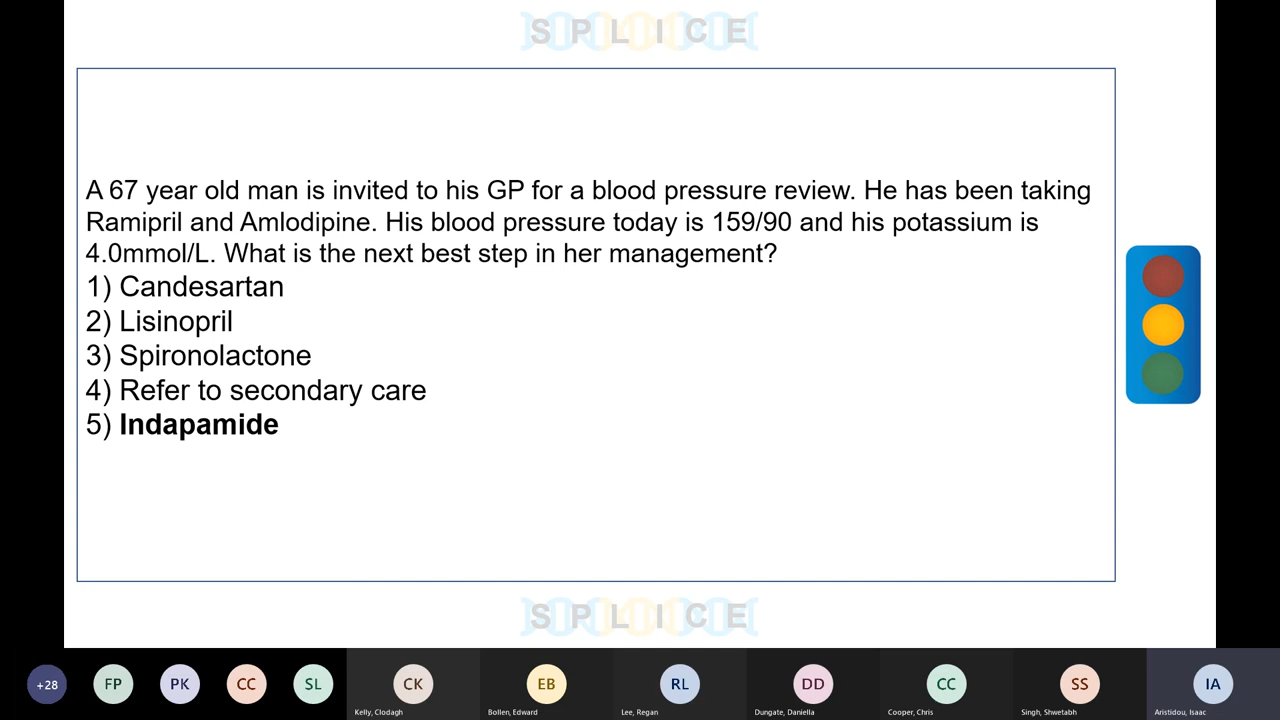 S P L I C E
A 67 year old man is invited to his GP for a blood pressure review. He has been taking
Ramipril and Amlodipine. His blood pressure today is 159/90 and his potassium is
4.0mmol/L. What is the next best step in her management?
1) Candesartan
2) Lisinopril
3) Spironolactone
4) Refer to secondary care
5) Indapamide
S P L I C E
+28 FP PK CC SL CK EB RL DD CC SS IA
Kelly, Clodagh Bollen, Edward Lee, Regan Dungate, Daniella Cooper, Chris Singh, Shwetabh Aristidou, Isaac